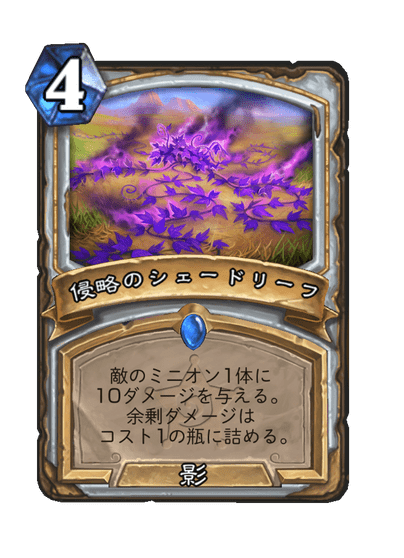 4
侵略のシェードリーフ
敵のミニオン1体に
10ダメージを与える。
余剰ダメージは
コスト1の瓶に詰める。
影